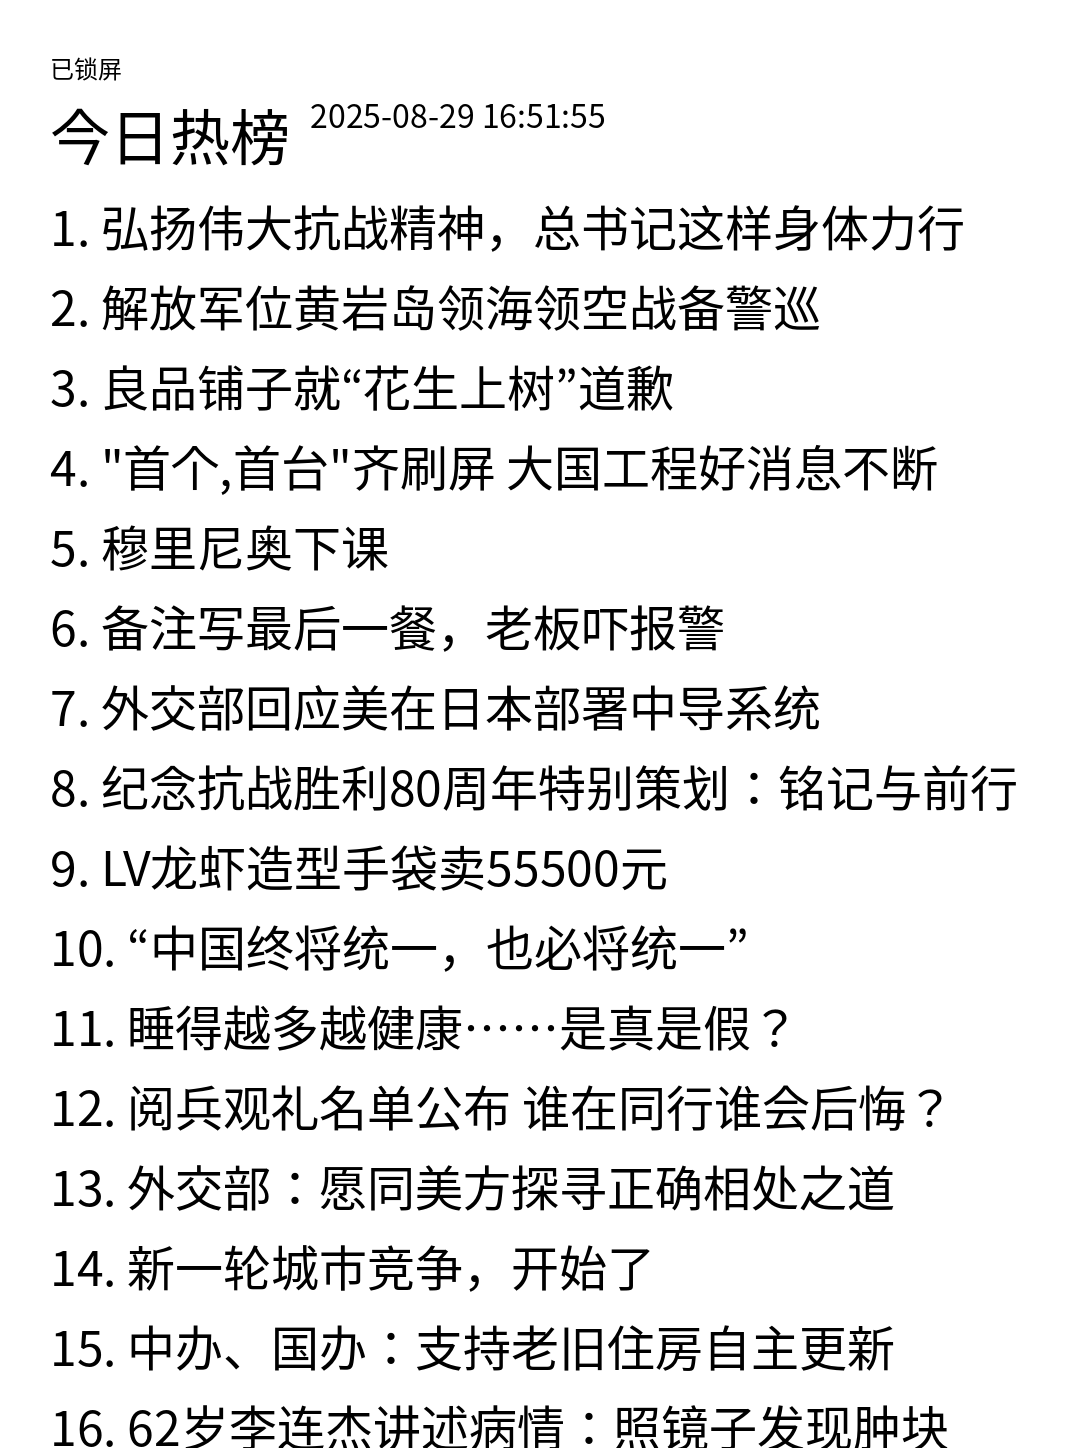 已锁屏
今日热榜 2025-08-29 16:51:55
1. 弘扬伟大抗战精神，总书记这样身体力行
2. 解放军位黄岩岛领海领空战备警巡
3. 良品铺子就“花生上树”道歉
4. "首个,首台"齐刷屏 大国工程好消息不断
5. 穆里尼奥下课
6. 备注写最后一餐，老板吓报警
7. 外交部回应美在日本部署中导系统
8. 纪念抗战胜利80周年特别策划：铭记与前行
9. LV龙虾造型手袋卖55500元
10. “中国终将统一，也必将统一”
11. 睡得越多越健康……是真是假？
12. 阅兵观礼名单公布 谁在同行谁会后悔？
13. 外交部：愿同美方探寻正确相处之道
14. 新一轮城市竞争，开始了
15. 中办、国办：支持老旧住房自主更新
16. 62岁李连杰讲述病情：照镜子发现肿块